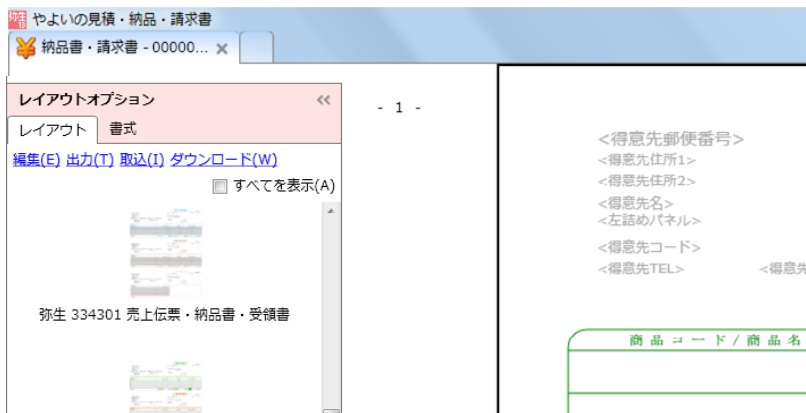 やよいの見積・納品・請求書
納品書・請求書 - 00000...
レイアウトオプション
- 1 -
レイアウト 書式
編集(E) 出力(T) 取込(I) ダウンロード(W)
すべてを表示(A)
弥生 334301 売上伝票・納品書・受領書
<得意先郵便番号>
<得意先住所1>
<得意先住所2>
<得意先名>
<左詰めパネル>
<得意先コード>
<得意先TEL> <得意先
商品コード/商品名